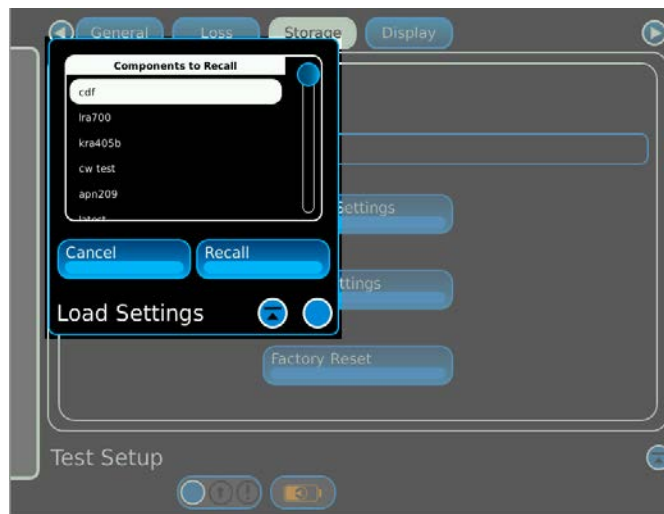 General
Loss
Storage
Display
Components to Recall
cdf
lra700
kra405b
cw test
apn209
latest
Settings
Cancel
Recall
ttings
Load Settings
Factory Reset
Test Setup